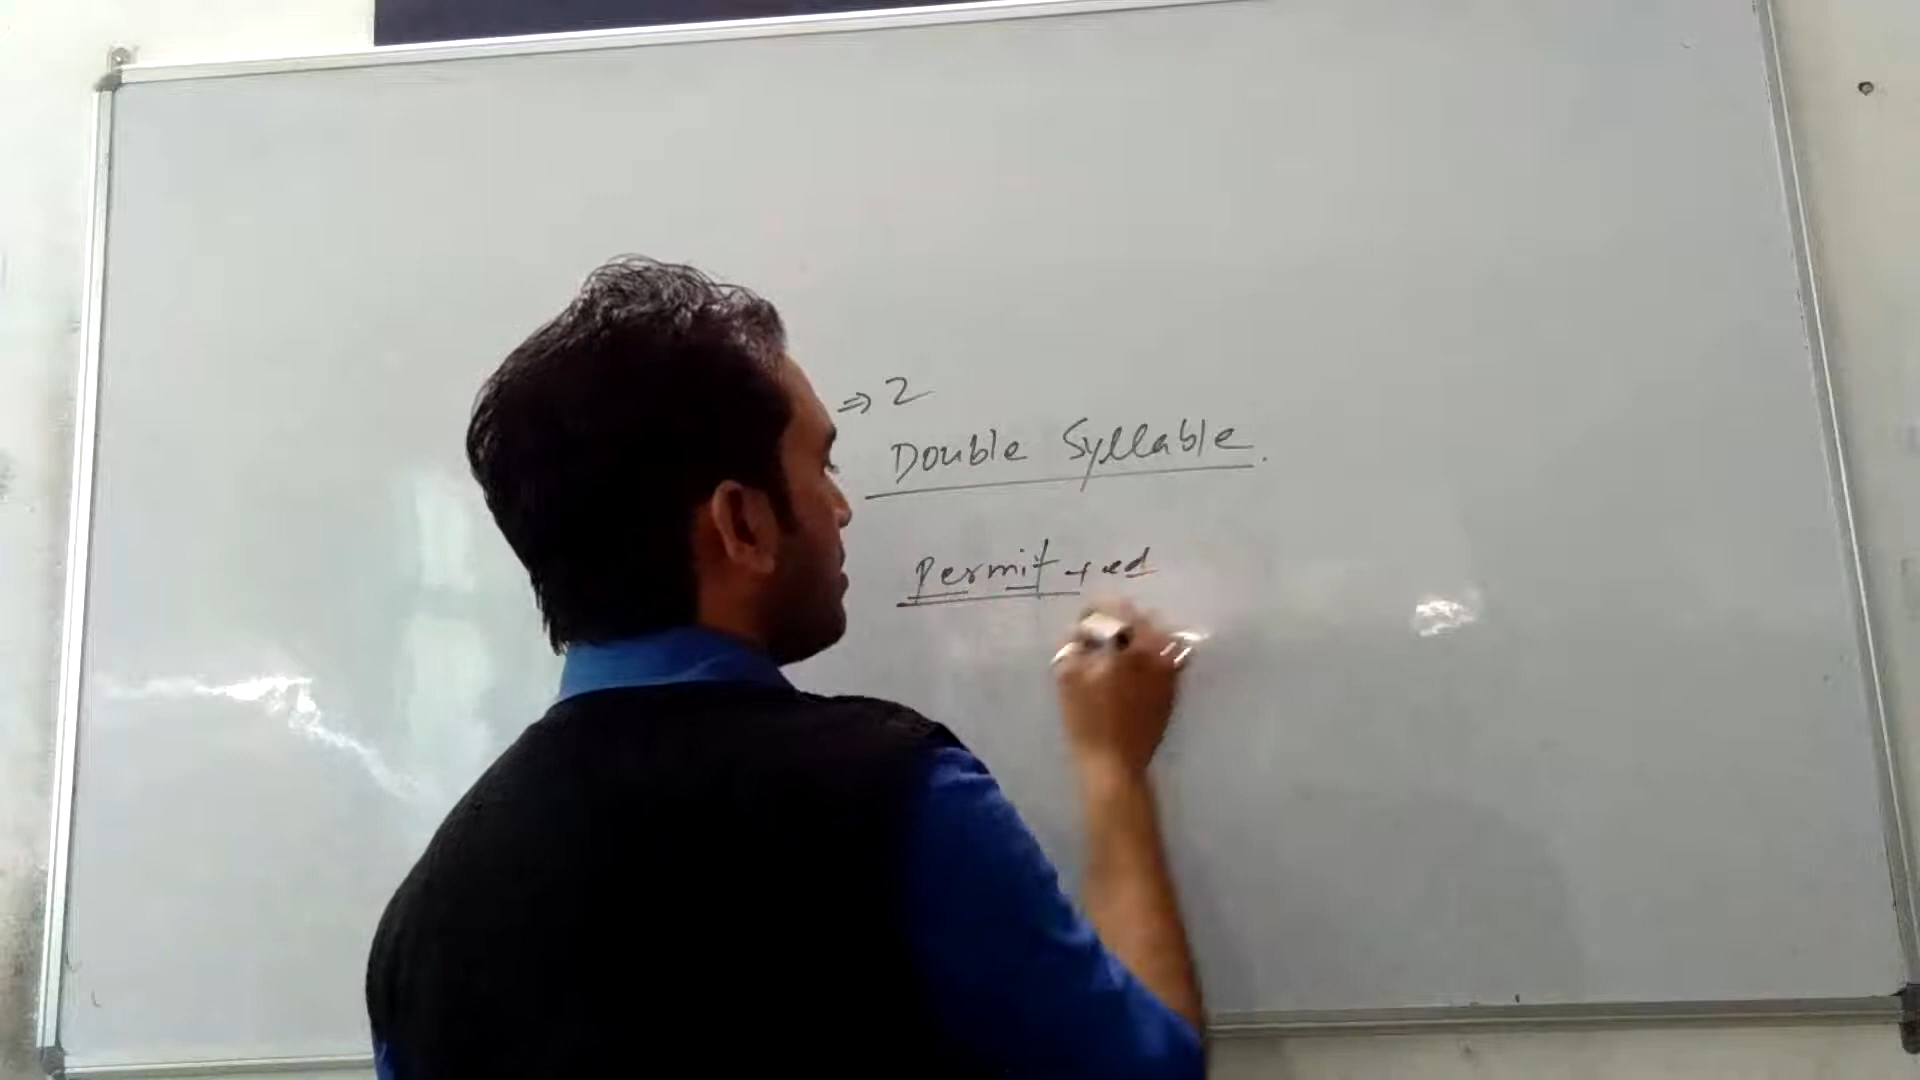 ⇒ 2
Double Syllable.
Permit + ed